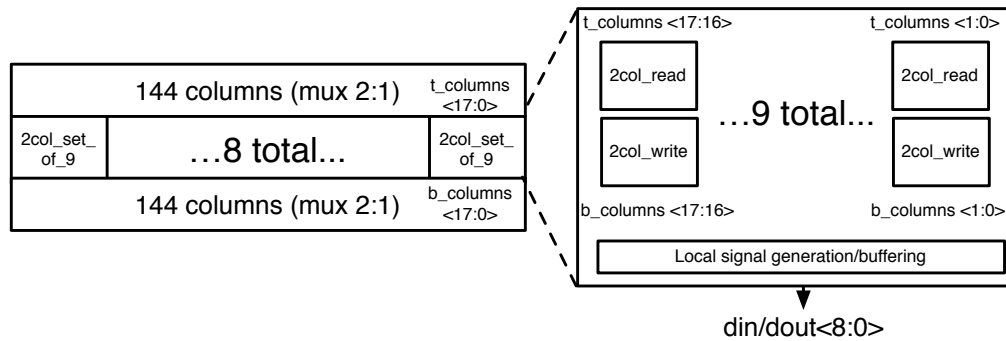 144 columns (mux 2:1)
t_columns
<17:0>
2col_set_
of_9
...8 total...
2col_set_
of_9
144 columns (mux 2:1)
b_columns
<17:0>
t_columns <17:16>
t_columns <1:0>
2col_read
2col_read
...9 total...
2col_write
2col_write
b_columns <17:16>
b_columns <1:0>
Local signal generation/buffering
din/dout<8:0>